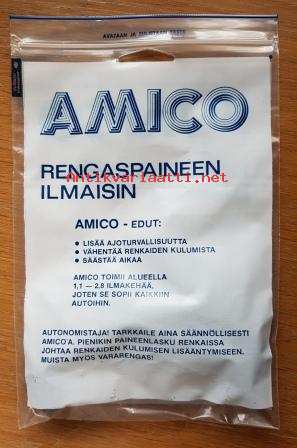 AVATAAN JA SULJETAAN TÄSTÄ
AMICO
RENGASPAINEEN
Antikvariaatti.net
ILMAISIN
AMICO - EDUT:
• LISÄÄ AJOTURVALLISUUTTA
• VÄHENTÄÄ RENKAIDEN KULUMISTA
• SÄÄSTÄÄ AIKAA
AMICO TOIMII ALUEELLA
1,1 — 2,8 ILMAKEHÄÄ,
JOTEN SE SOPII KAIKKIIN
AUTOIHIN.
AUTONOMISTAJA! TARKKAILE AINA SÄÄNNÖLLISESTI
AMICO'A. PIENIKIN PAINEENLASKU RENKAISSA
JOHTAA RENKAIDEN KULUMISEN LISÄÄNTYMISEEN.
MUISTA MYÖS VARARENGAS!